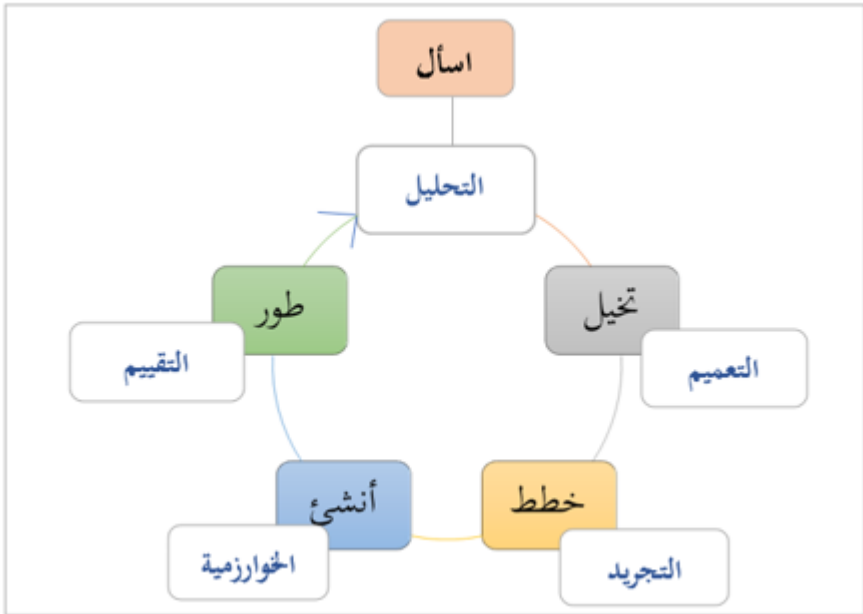 اسأل
التحليل
تخيل
التعميم
خطط
التجريد
أنشئ
الخوارزمية
طور
التقييم